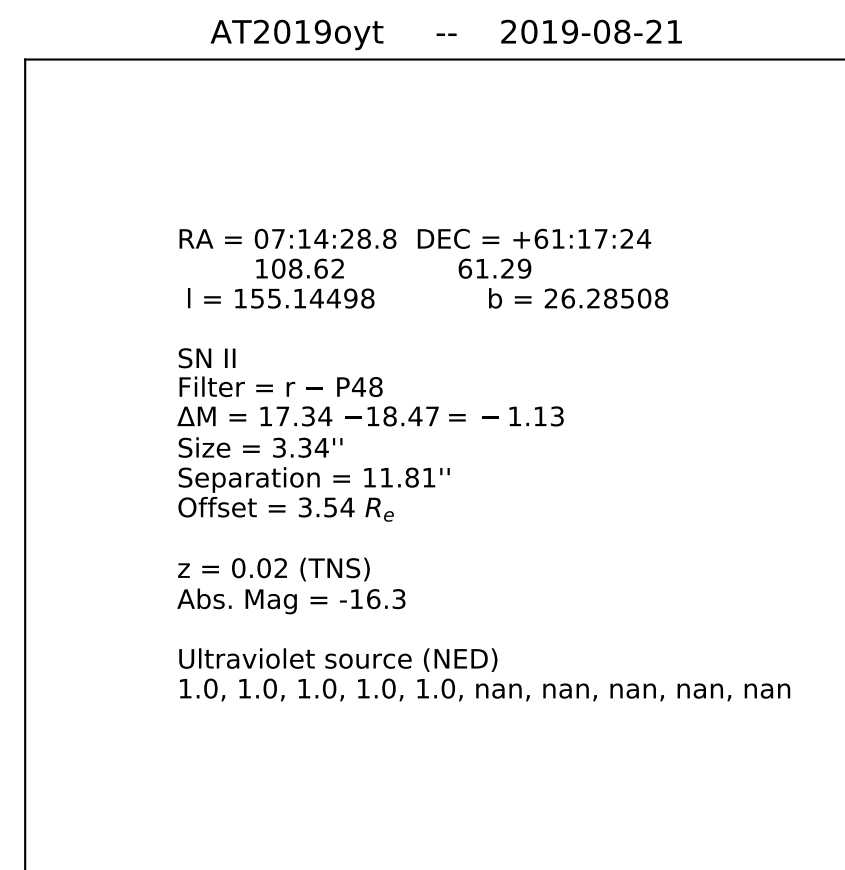 AT2019oyt -- 2019-08-21
RA = 07:14:28.8 DEC = +61:17:24
108.62 61.29
l = 155.14498 b = 26.28508
SN II
Filter = r − P48
ΔM = 17.34 −18.47 = − 1.13
Size = 3.34''
Separation = 11.81''
Offset = 3.54 Rₑ
z = 0.02 (TNS)
Abs. Mag = -16.3
Ultraviolet source (NED)
1.0, 1.0, 1.0, 1.0, 1.0, nan, nan, nan, nan, nan